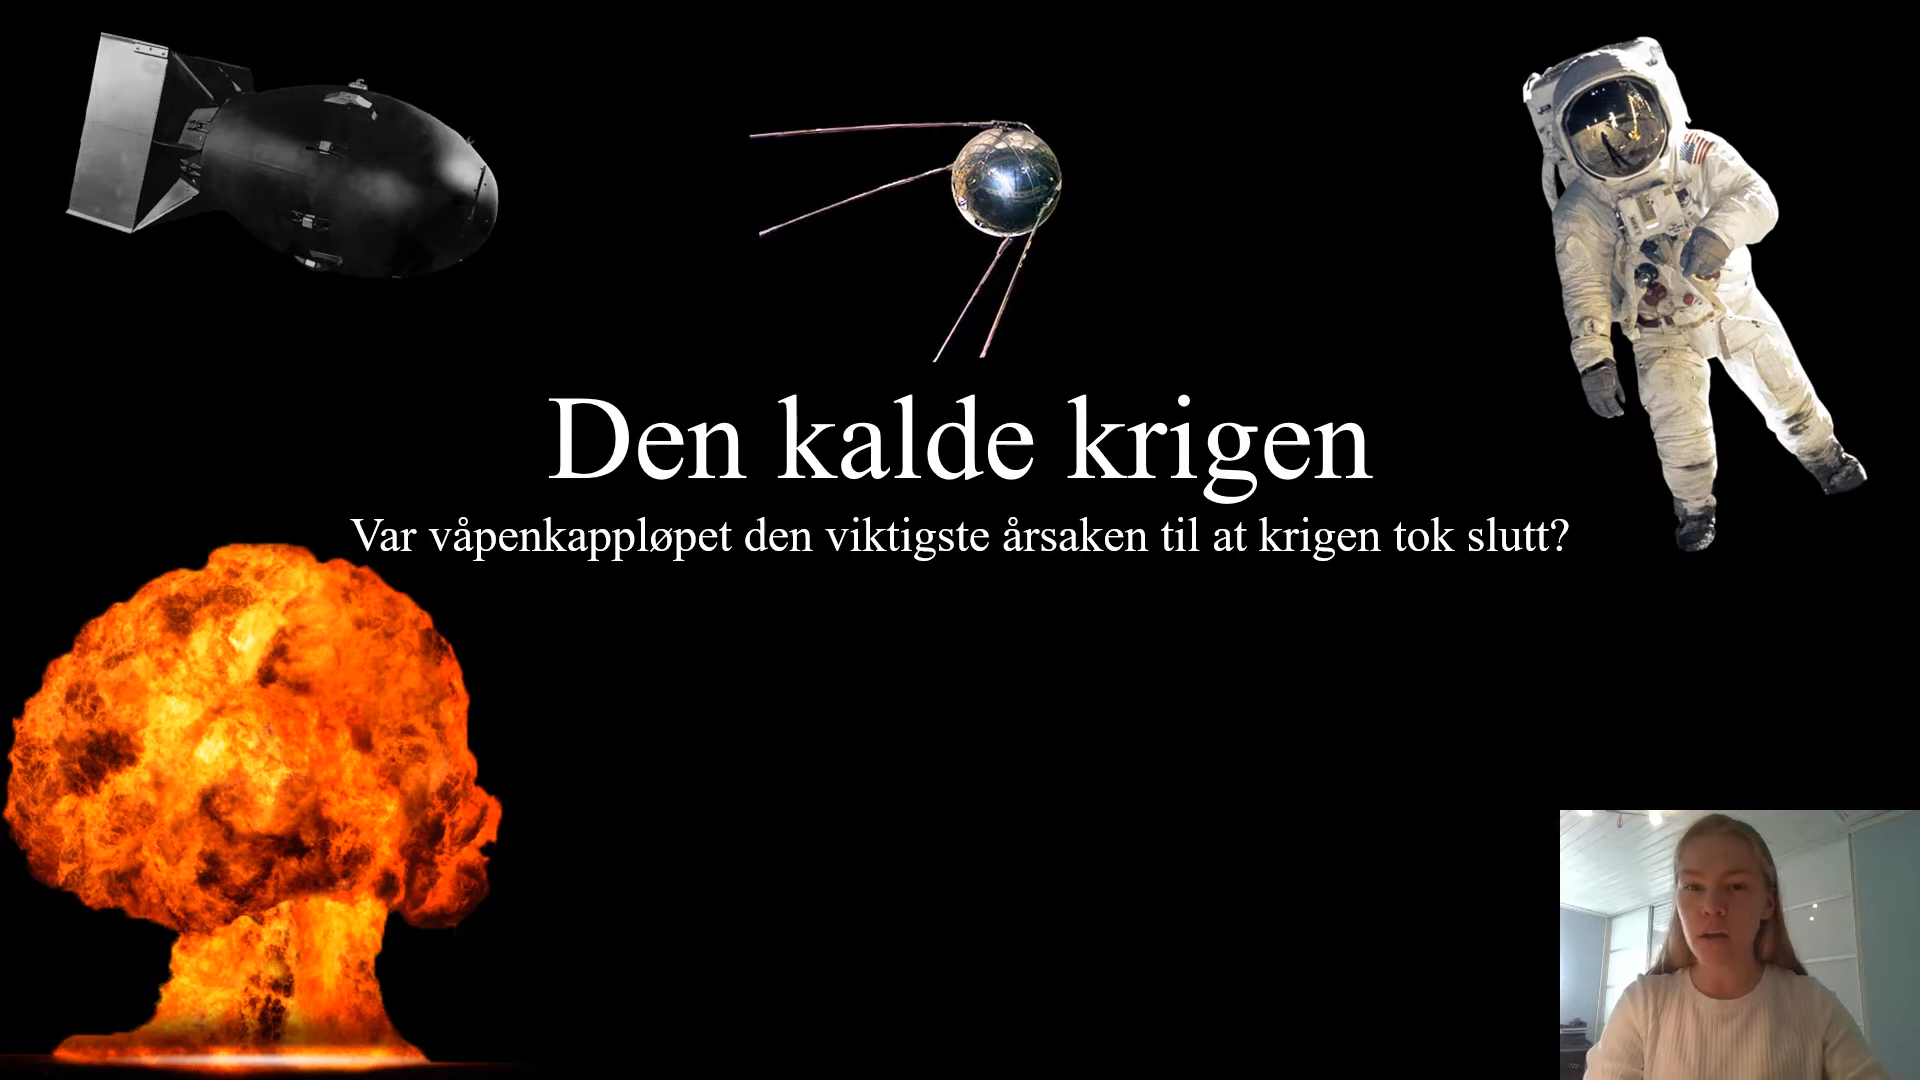 Den kalde krigen
Var våpenkappløpet den viktigste årsaken til at krigen tok slutt?